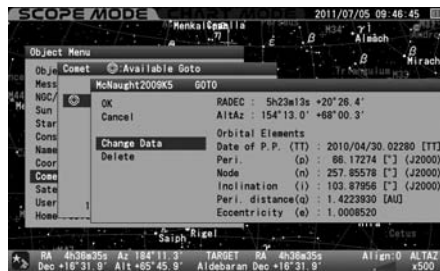 SCOPE MODE 2011/07/05 09:46:45
Menkal
γ1
Almach
β
Mirach
Object Menu
Comet :Available Goto
McNaught2009K5 GOTO
OK RADEC : 5h23m13s +20°26.4'
Cancel AltAz : 154°13.0' +68°00.3'
Orbital Elements
Change Data Date of P.P. (TT) : 2010/04/30.02280 [TT]
Delete Peri. (p) : 66.17274 [°] (J2000)
Node (n) : 257.85578 [°] (J2000)
Inclination (i) : 103.87956 [°] (J2000)
Peri. distance(q) : 1.4223930 [AU]
Eccentricity (e) : 1.0008520
Obje
Mess
NGC/
Sun
Star
Cons
Name
Coor
Come
Sate
User
Home
Saiph Rigel Cetus
RA 4h36m35s Az 184°11.3' TARGET RA 4h36m35s Align:0 ALTAZ
Dec +16°31.9' Alt +65°45.9' Aldebaran Dec +16°31.9' x500